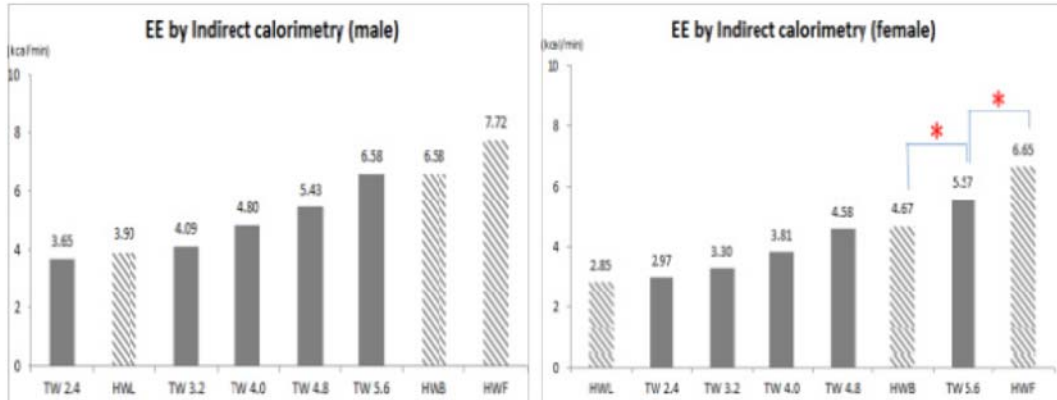 EE by Indirect calorimetry (male)
(kcal/min)
10
8
6
4
2
0
3.65
3.90
4.09
4.80
5.43
6.58
6.58
7.72
TW 2.4
HWL
TW 3.2
TW 4.0
TW 4.8
TW 5.6
HWB
HWF
EE by Indirect calorimetry (female)
(kcal/min)
10
8
6
4
2
0
2.85
2.97
3.30
3.81
4.58
4.67
5.57
6.65
*
*
HWL
TW 2.4
TW 3.2
TW 4.0
TW 4.8
HWB
TW 5.6
HWF